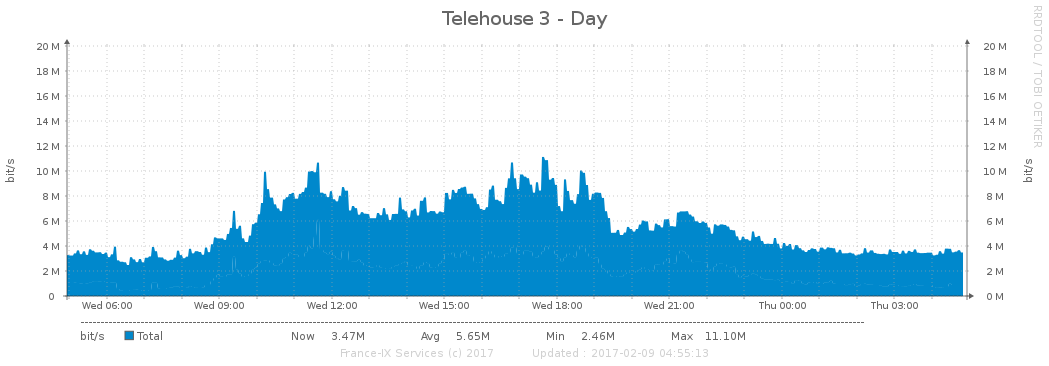 Telehouse 3 - Day
RRDTOOL / TOBI OETIKER
20 M 20 M
18 M 18 M
16 M 16 M
14 M 14 M
12 M 12 M
10 M 10 M
8 M 8 M
6 M 6 M
4 M 4 M
2 M 2 M
0 0 M
bit/s
bit/s
Wed 06:00 Wed 09:00 Wed 12:00 Wed 15:00 Wed 18:00 Wed 21:00 Thu 00:00 Thu 03:00
bit/s Total Now 3.47M Avg 5.65M Min 2.46M Max 11.10M
France-IX Services (c) 2017 Updated : 2017-02-09 04:55:13